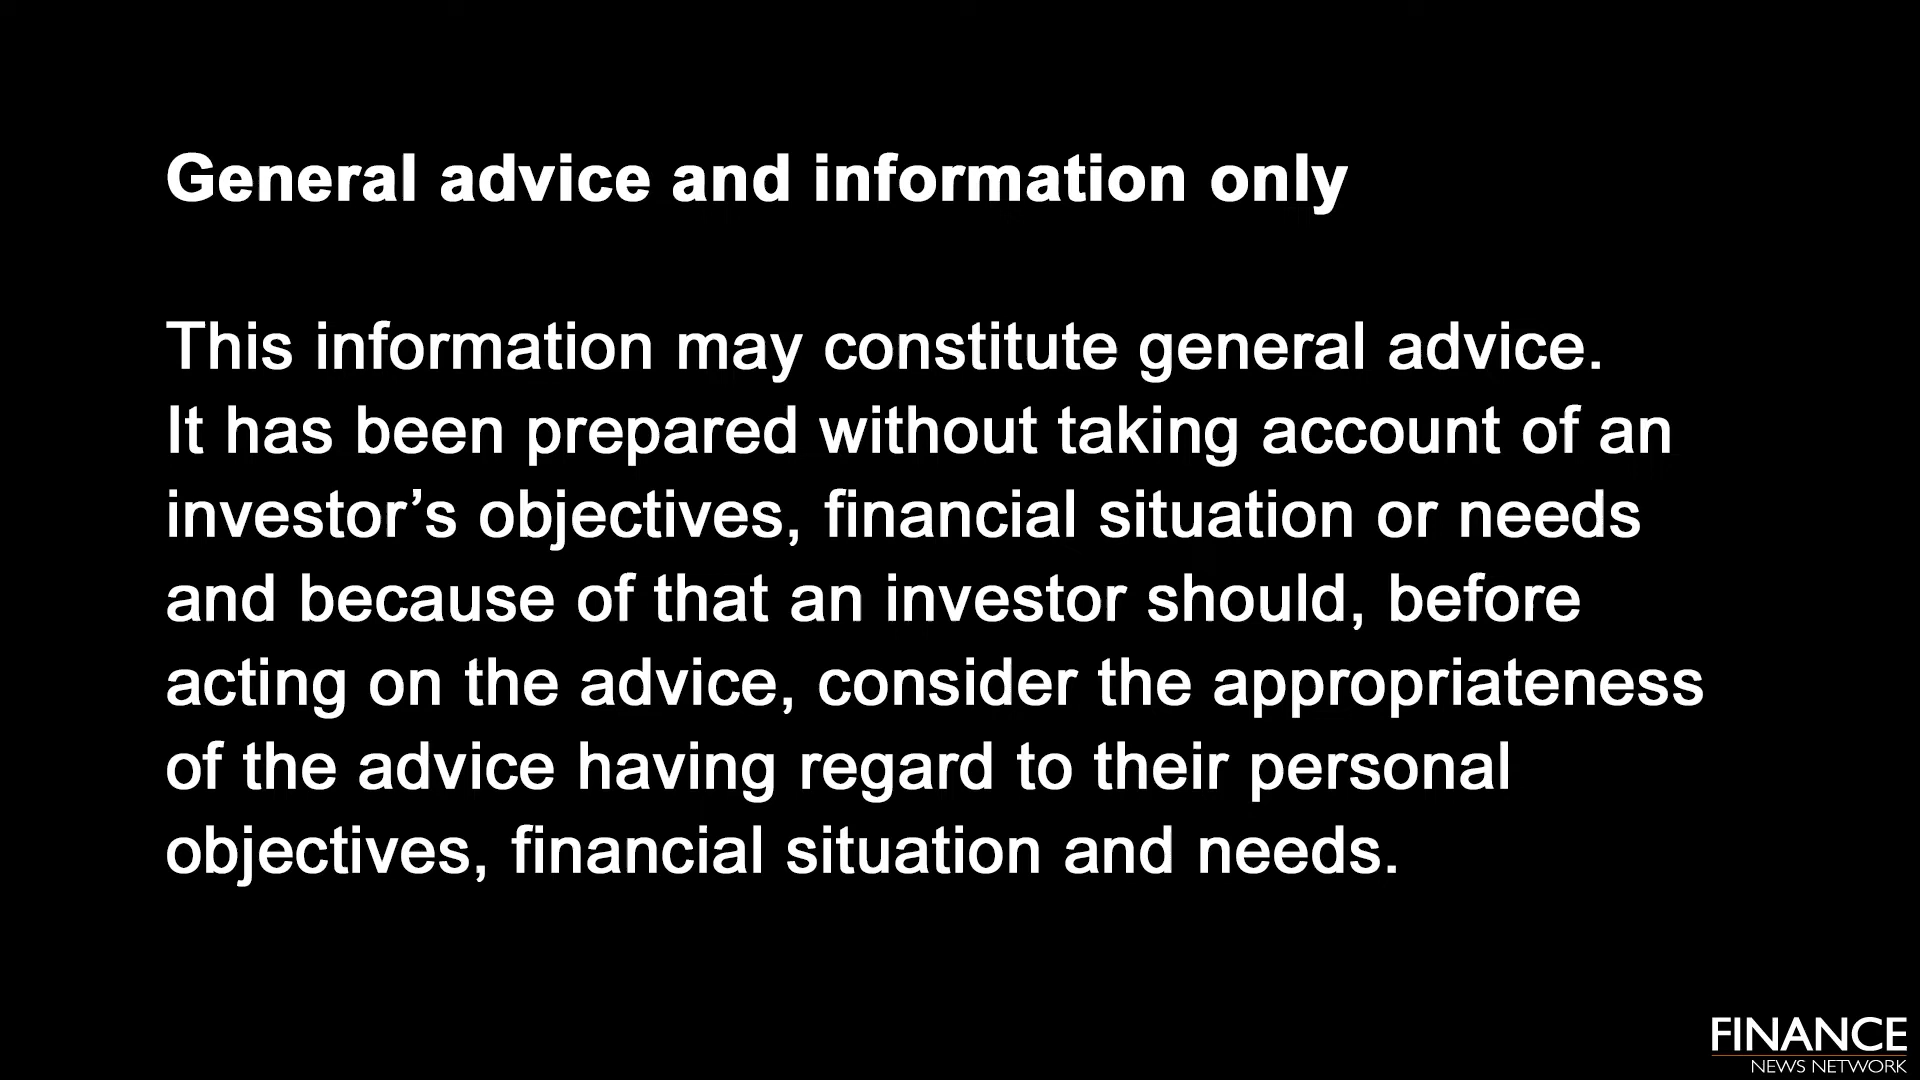 General advice and information only
This information may constitute general advice.
It has been prepared without taking account of an
investor’s objectives, financial situation or needs
and because of that an investor should, before
acting on the advice, consider the appropriateness
of the advice having regard to their personal
objectives, financial situation and needs.
FINANCE
NEWS NETWORK